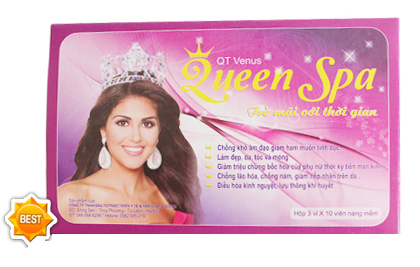 QT Venus
Queen Spa
Trẻ mãi với thời gian
Chống khô âm đạo giảm ham muốn tình dục
Làm đẹp, da, tóc và móng
Giảm triệu chứng bốc hỏa của phụ nữ thời kỳ tiền mãn kinh
Chống lão hóa, chống nám, giảm nếp nhăn trên da
Điều hòa kinh nguyệt, lưu thông khí huyết
Hộp 3 vỉ X 10 viên nang mềm
BEST